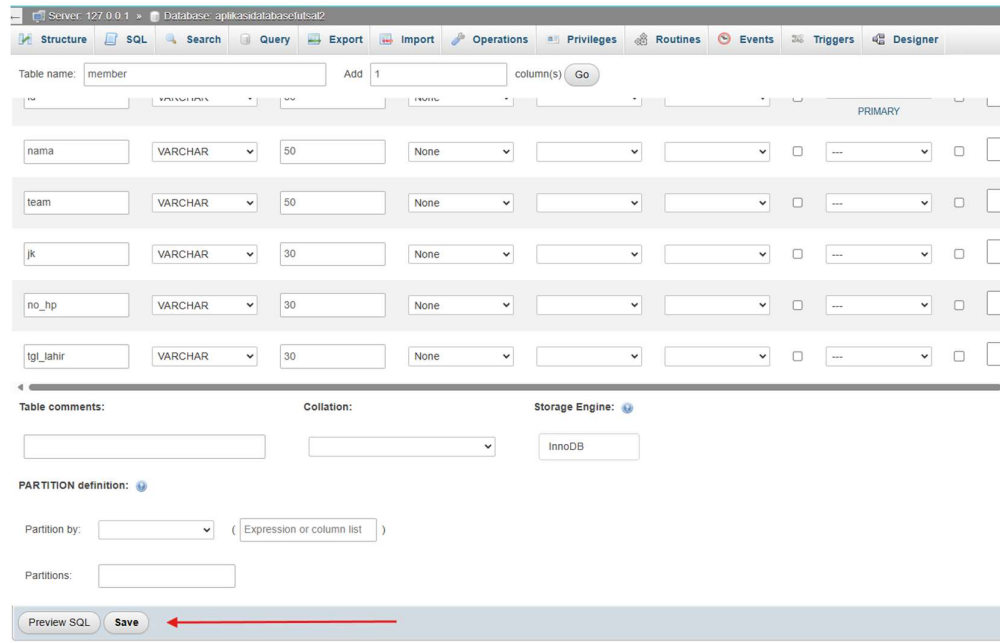 Server: 127.0.0.1 » Database: aplikasidatabasefutsal2
Structure SQL Search Query Export Import Operations Privileges Routines Events Triggers Designer
Table name: member Add 1 column(s) Go
PRIMARY
nama VARCHAR 50 None ---
team VARCHAR 50 None ---
jk VARCHAR 30 None ---
no_hp VARCHAR 30 None ---
tgl_lahir VARCHAR 30 None ---
Table comments: Collation: Storage Engine:
InnoDB
PARTITION definition:
Partition by: ( Expression or column list )
Partitions:
Preview SQL Save